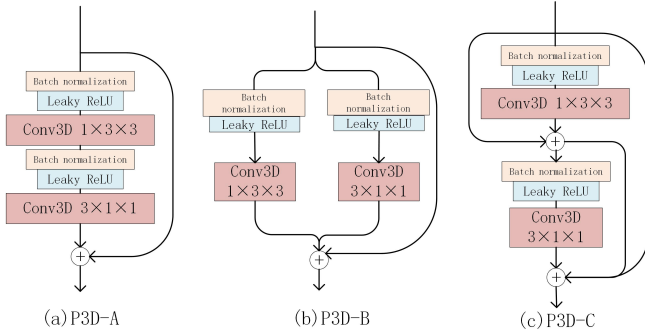 Batch normalization
Leaky ReLU
Conv3D 1×3×3
Batch normalization
Leaky ReLU
Conv3D 3×1×1
+
(a)P3D-A
Batch
normalization
Leaky ReLU
Conv3D
1×3×3
Batch
normalization
Leaky ReLU
Conv3D
3×1×1
+
(b)P3D-B
Batch normalization
Leaky ReLU
Conv3D 1×3×3
+
Batch normalization
Leaky ReLU
Conv3D
3×1×1
+
(c)P3D-C